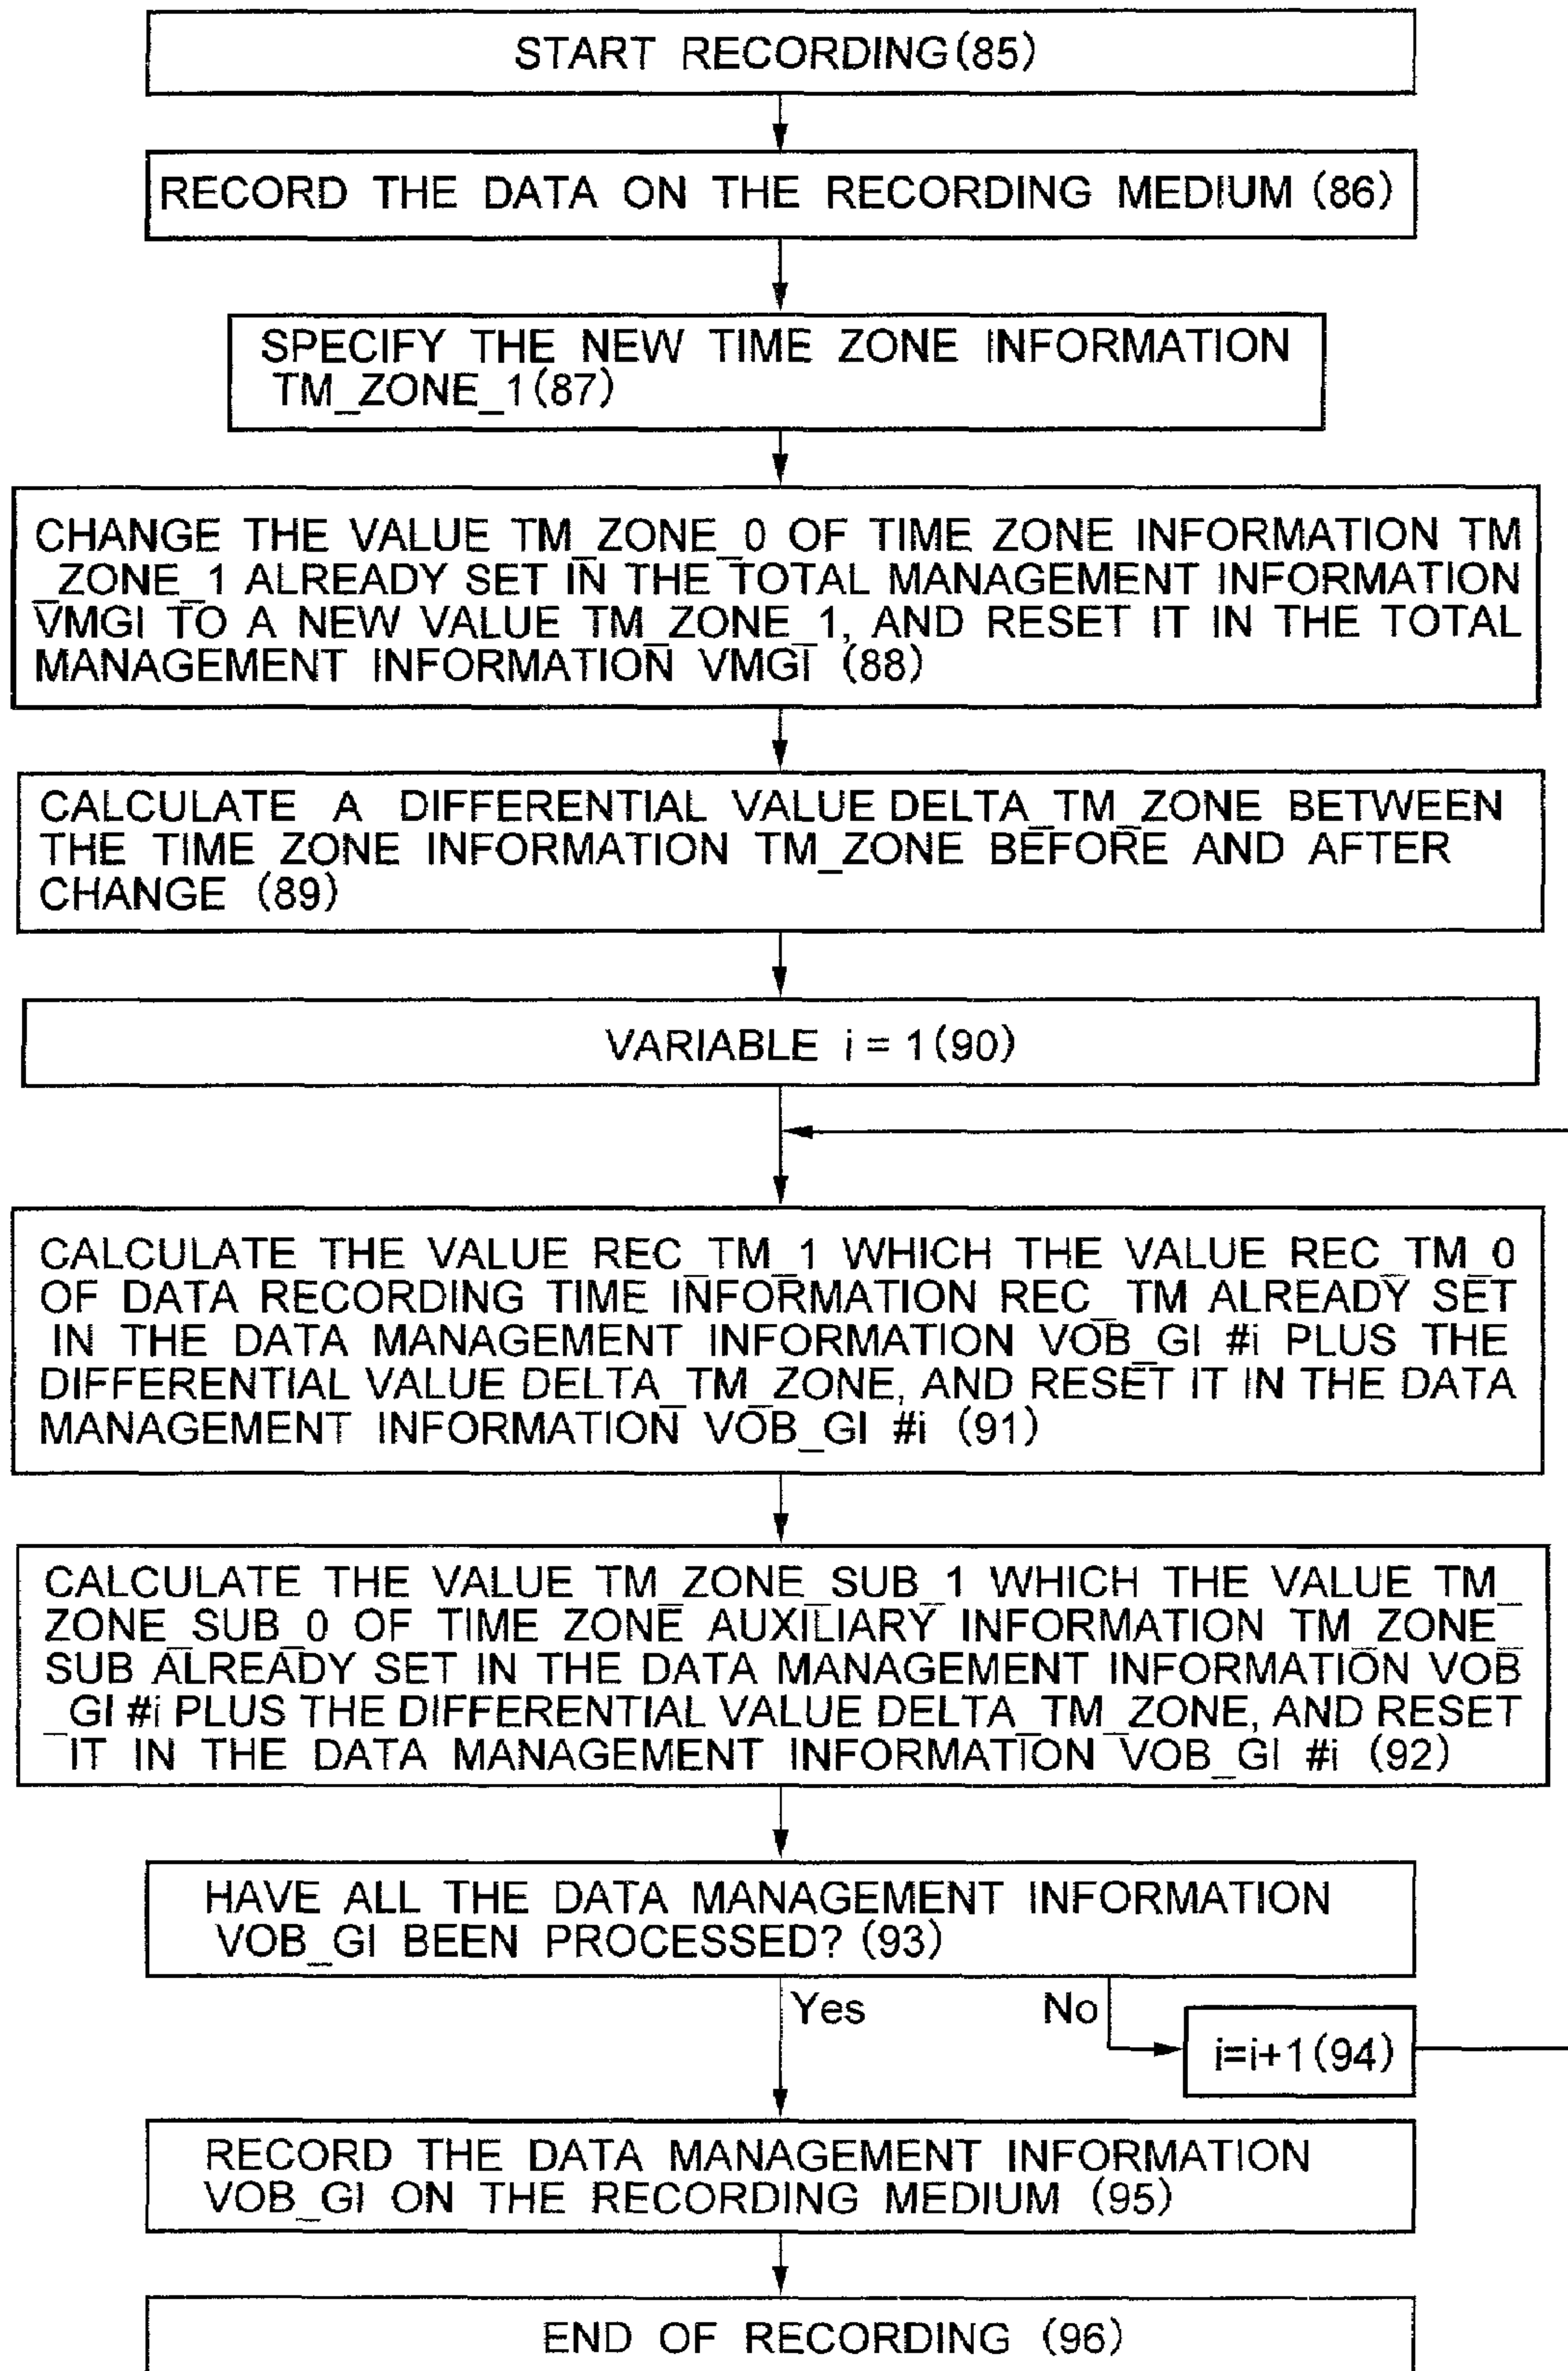 START RECORDING(85)
RECORD THE DATA ON THE RECORDING MEDIUM (86)
SPECIFY THE NEW TIME ZONE INFORMATION
TM_ZONE_1(87)
CHANGE THE VALUE TM_ZONE_0 OF TIME ZONE INFORMATION TM
_ZONE_1 ALREADY SET IN THE TOTAL MANAGEMENT INFORMATION
VMGI TO A NEW VALUE TM_ZONE_1, AND RESET IT IN THE TOTAL
MANAGEMENT INFORMATION VMGI (88)
CALCULATE A DIFFERENTIAL VALUE DELTA_TM_ZONE BETWEEN
THE TIME ZONE INFORMATION TM_ZONE BEFORE AND AFTER
CHANGE (89)
VARIABLE i = 1(90)
CALCULATE THE VALUE REC_TM_1 WHICH THE VALUE REC_TM_0
OF DATA RECORDING TIME INFORMATION REC_TM ALREADY SET
IN THE DATA MANAGEMENT INFORMATION VOB_GI #i PLUS THE
DIFFERENTIAL VALUE DELTA_TM_ZONE, AND RESET IT IN THE DATA
MANAGEMENT INFORMATION VOB_GI #i (91)
CALCULATE THE VALUE TM_ZONE_SUB_1 WHICH THE VALUE TM_
ZONE_SUB_0 OF TIME ZONE AUXILIARY INFORMATION TM_ZONE_
SUB ALREADY SET IN THE DATA MANAGEMENT INFORMATION VOB
_GI #i PLUS THE DIFFERENTIAL VALUE DELTA_TM_ZONE, AND RESET
IT IN THE DATA MANAGEMENT INFORMATION VOB_GI #i (92)
HAVE ALL THE DATA MANAGEMENT INFORMATION
VOB_GI BEEN PROCESSED? (93)
Yes
No
i=i+1(94)
RECORD THE DATA MANAGEMENT INFORMATION
VOB_GI ON THE RECORDING MEDIUM (95)
END OF RECORDING (96)